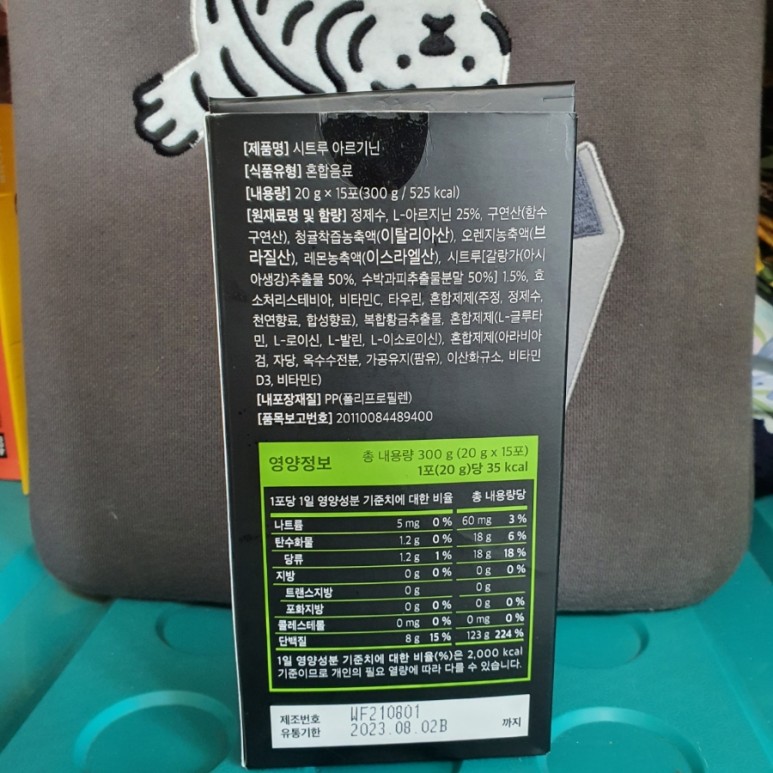 [제품명] 시트루 아르기닌
[식품유형] 혼합음료
[내용량] 20 g × 15포(300 g / 525 kcal)
[원재료명 및 함량] 정제수, L-아르지닌 25%, 구연산(함수
구연산), 청귤착즙농축액(이탈리아산), 오렌지농축액(브
라질산), 레몬농축액(이스라엘산), 시트루[갈랑가(아시
아생강)추출물 50%, 수박과피추출물분말 50%] 1.5%, 효
소처리스테비아, 비타민C, 타우린, 혼합제제(주정, 정제수,
천연향료, 합성향료), 복합황금추출물, 혼합제제(L-글루타
민, L-로이신, L-발린, L-이소로이신), 혼합제제(아라비아
검, 자당, 옥수수전분, 가공유지(팜유), 이산화규소, 비타민
D3, 비타민E)
[내포장재질] PP(폴리프로필렌)
[품목보고번호] 20110084489400
영양정보 총 내용량 300 g (20 g x 15포)
1포(20 g)당 35 kcal
1포당 1일 영양성분 기준치에 대한 비율 총 내용량당
나트륨 5 mg 0 % 60 mg 3 %
탄수화물 1.2 g 0 % 18 g 6 %
당류 1.2 g 1 % 18 g 18 %
지방 0 g 0 % 0 g 0 %
트랜스지방 0 g 0 g
포화지방 0 g 0 % 0 g 0 %
콜레스테롤 0 mg 0 % 0 mg 0 %
단백질 8 g 15 % 123 g 224 %
1일 영양성분 기준치에 대한 비율(%)은 2,000 kcal
기준이므로 개인의 필요 열량에 따라 다를 수 있습니다.
제조번호 WF210801
유통기한 2023.08.02B 까지